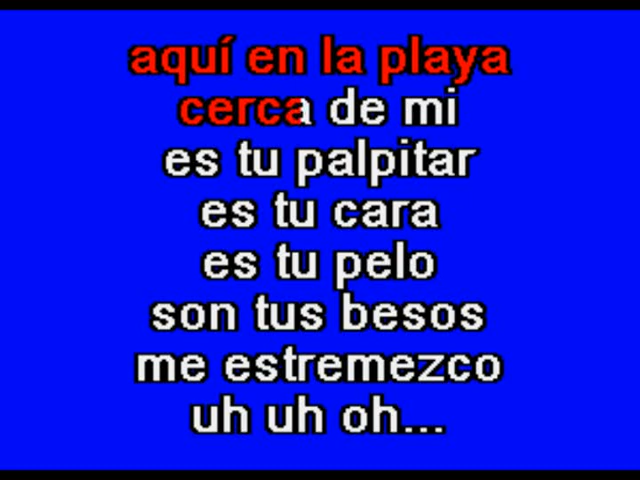 aquí en la playa
cerca de mi
es tu palpitar
es tu cara
es tu pelo
son tus besos
me estremezco
uh uh oh...